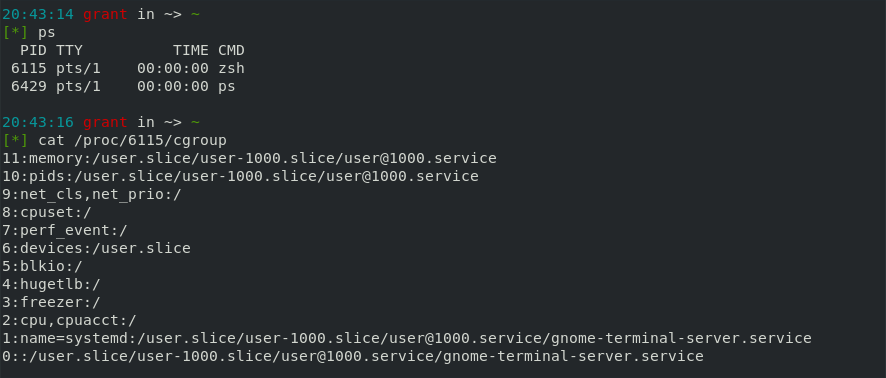 20:43:14 grant in ~> ~
[*] ps
  PID TTY          TIME CMD
 6115 pts/1    00:00:00 zsh
 6429 pts/1    00:00:00 ps
20:43:16 grant in ~> ~
[*] cat /proc/6115/cgroup
11:memory:/user.slice/user-1000.slice/user@1000.service
10:pids:/user.slice/user-1000.slice/user@1000.service
9:net_cls,net_prio:/
8:cpuset:/
7:perf_event:/
6:devices:/user.slice
5:blkio:/
4:hugetlb:/
3:freezer:/
2:cpu,cpuacct:/
1:name=systemd:/user.slice/user-1000.slice/user@1000.service/gnome-terminal-server.service
0::/user.slice/user-1000.slice/user@1000.service/gnome-terminal-server.service